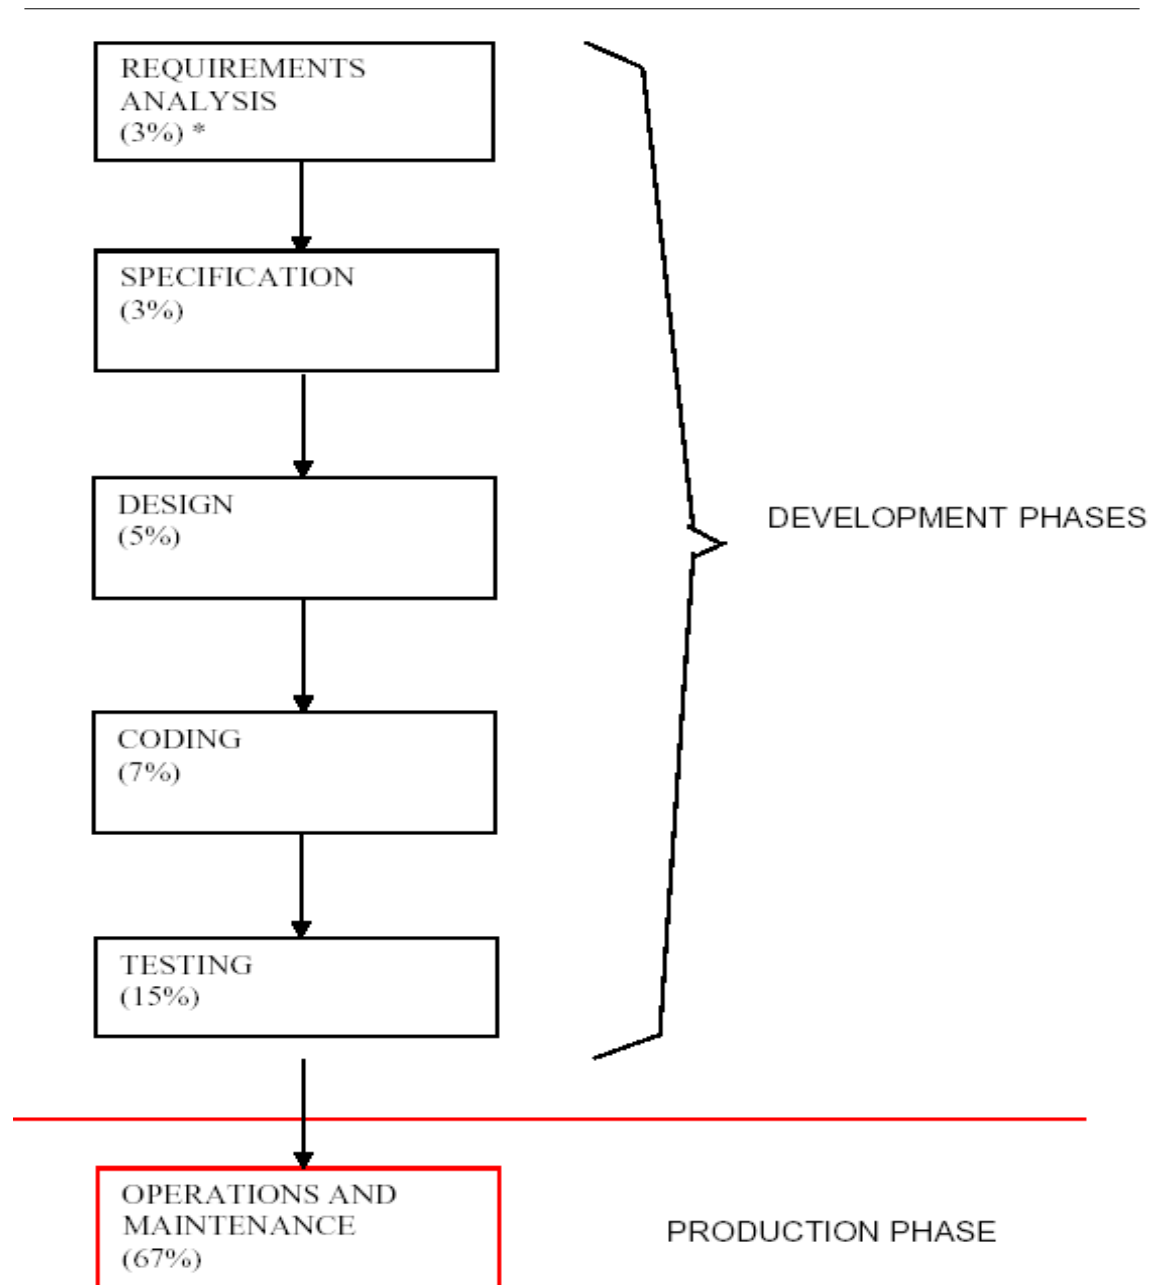 REQUIREMENTS
ANALYSIS
(3%) *
SPECIFICATION
(3%)
DESIGN
(5%)
CODING
(7%)
TESTING
(15%)
DEVELOPMENT PHASES
OPERATIONS AND
MAINTENANCE
(67%)
PRODUCTION PHASE